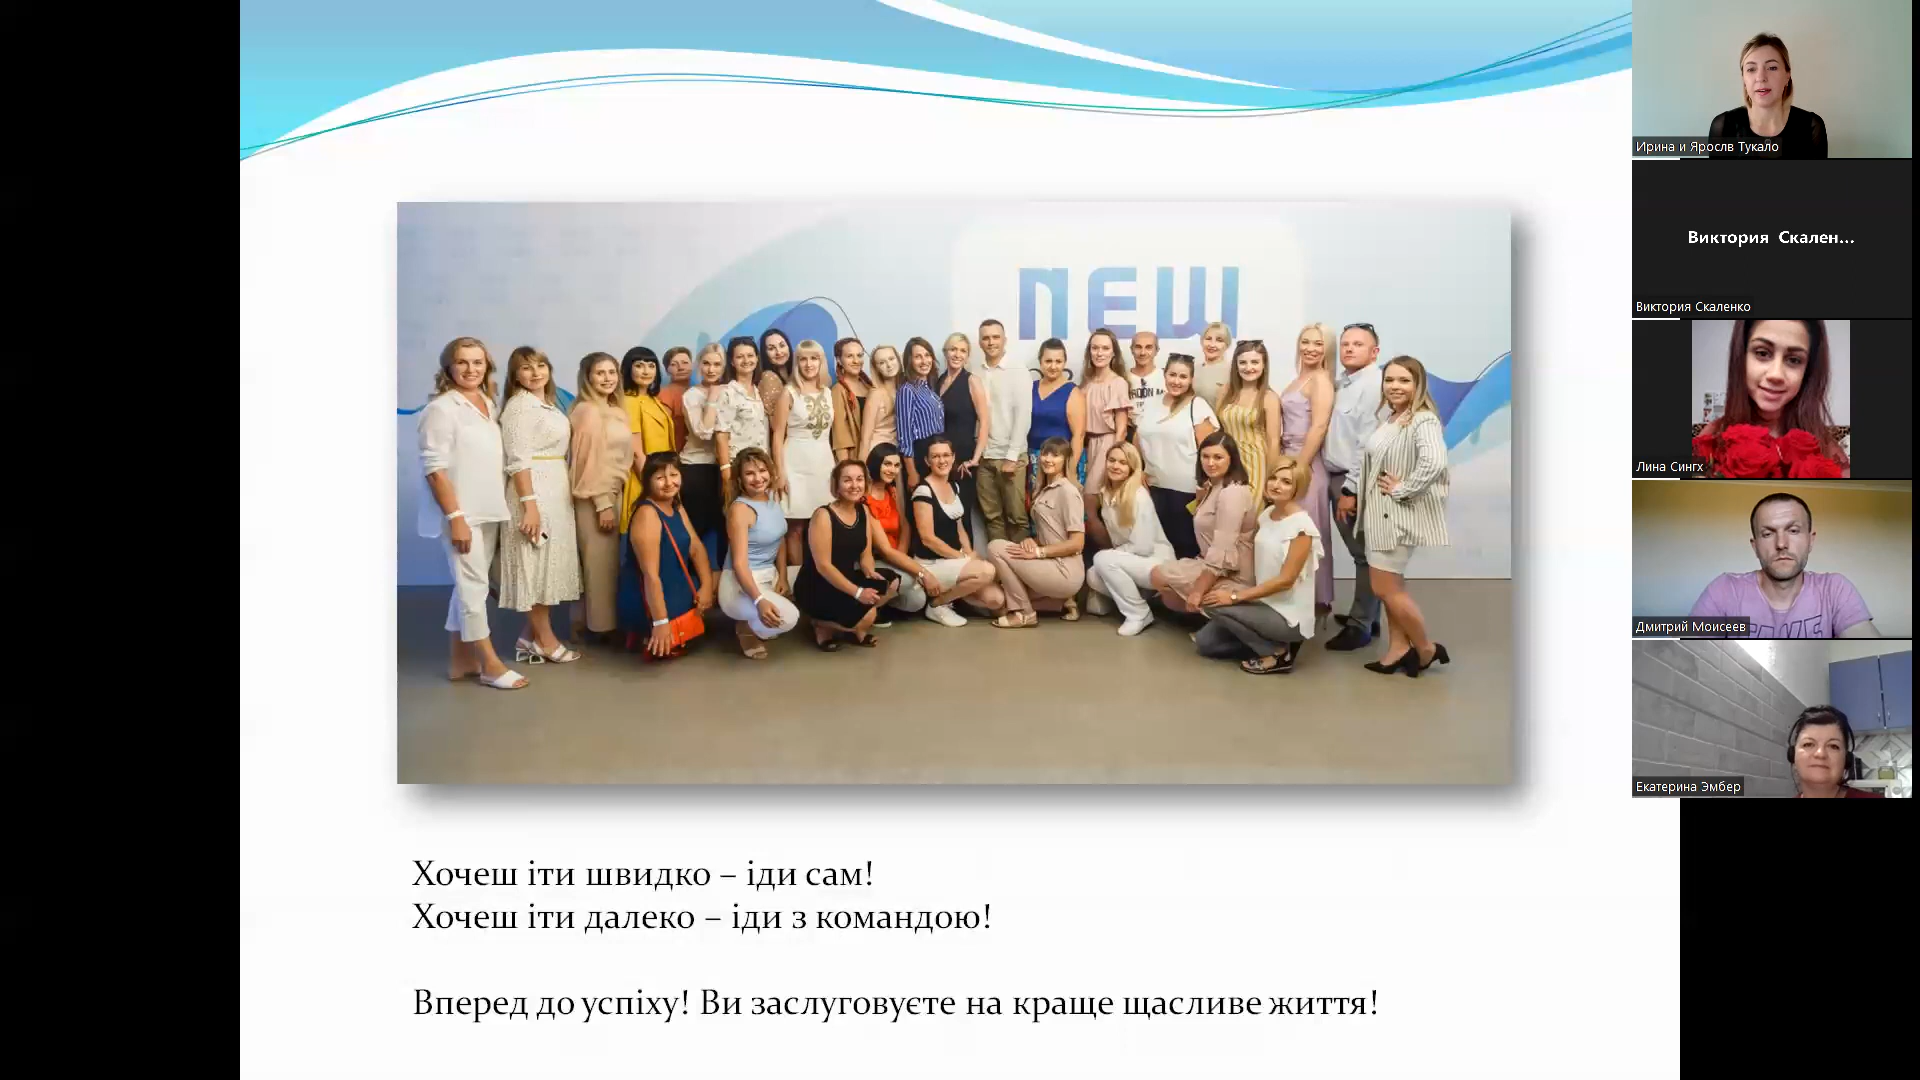 ПЕШ
Хочеш іти швидко – іди сам!
Хочеш іти далеко – іди з командою!
Вперед до успіху! Ви заслуговуєте на краще щасливе життя!
Ирина и Ярослв Тукало
Виктория Скален...
Виктория Скаленко
Лина Сингх
Дмитрий Моисеев
Екатерина Эмбер